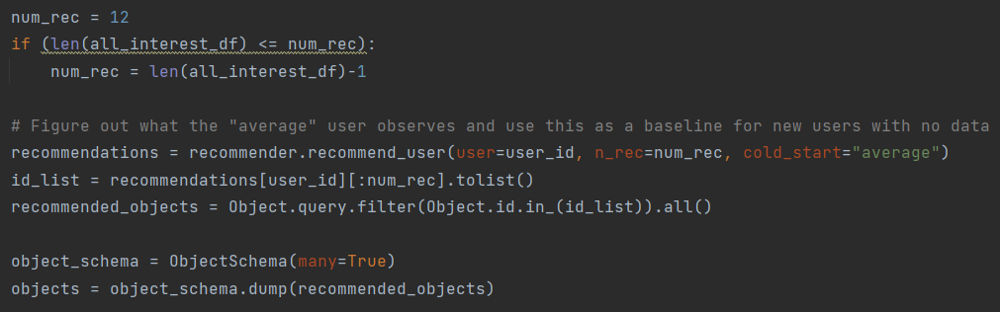 num_rec = 12
if (len(all_interest_df) <= num_rec):
    num_rec = len(all_interest_df)-1
# Figure out what the "average" user observes and use this as a baseline for new users with no data
recommendations = recommender.recommend_user(user=user_id, n_rec=num_rec, cold_start="average")
id_list = recommendations[user_id][:num_rec].tolist()
recommended_objects = Object.query.filter(Object.id.in_(id_list)).all()
object_schema = ObjectSchema(many=True)
objects = object_schema.dump(recommended_objects)